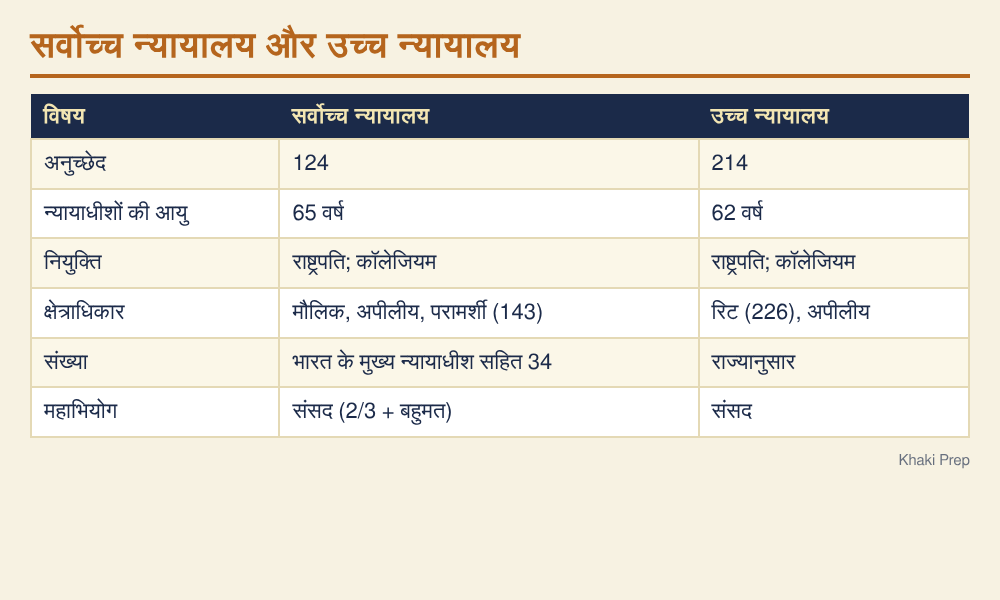 सर्वोच्च न्यायालय और उच्च न्यायालय
विषय सर्वोच्च न्यायालय उच्च न्यायालय
अनुच्छेद 124 214
न्यायाधीशों की आयु 65 वर्ष 62 वर्ष
नियुक्ति राष्ट्रपति; कॉलेजियम राष्ट्रपति; कॉलेजियम
क्षेत्राधिकार मौलिक, अपीलीय, परामर्शी (143) रिट (226), अपीलीय
संख्या भारत के मुख्य न्यायाधीश सहित 34 राज्यानुसार
महाभियोग संसद (2/3 + बहुमत) संसद
Khaki Prep